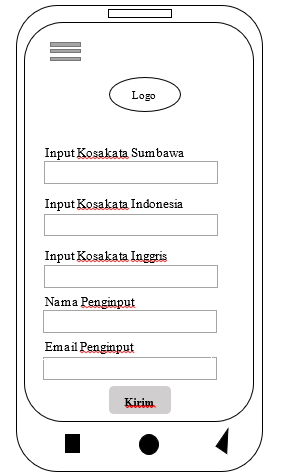 Logo
Input Kosakata Sumbawa
Input Kosakata Indonesia
Input Kosakata Inggris
Nama Penginput
Email Penginput
Kirim